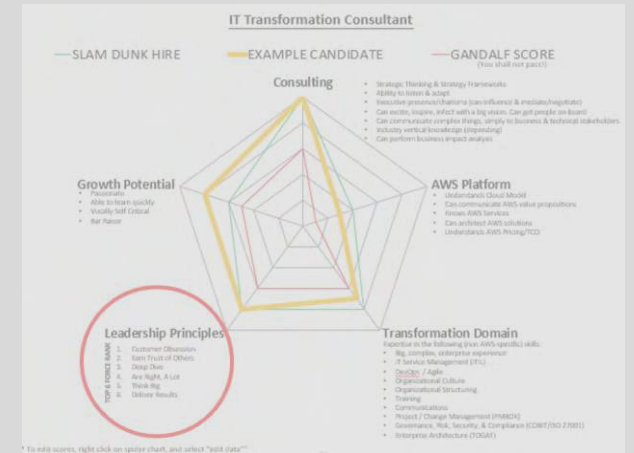 IT Transformation Consultant
SLAM DUNK HIRE
EXAMPLE CANDIDATE
GANDALF SCORE
(You shall not pass!)
Consulting
• Strategic Thinking & Strategy Frameworks
• Ability to listen & adapt
• Executive presence/charisma (can influence & mediate/negotiate)
• Can excite, inspire, infect with a big vision. Can get people on-board
• Can communicate complex things, simply to business & technical stakeholders
• Industry vertical knowledge (depending)
• Can perform business impact analysis
Growth Potential
• Passionate
• Able to learn quickly
• Vocally Self Critical
• Bar Raiser
AWS Platform
• Understands Cloud Model
• Can communicate AWS value propositions
• Knows AWS Services
• Can architect AWS solutions
• Understands AWS Pricing/TCO
Leadership Principles
TOP 6 FORCE RANK
1. Customer Obsession
2. Earn Trust of Others
3. Deep Dive
4. Are Right, A Lot
5. Think Big
6. Deliver Results
Transformation Domain
Expertise in the following (non AWS specific) skills:
• Big, complex, enterprise experience
• IT Service Management (ITIL)
• DevOps / Agile
• Organizational Culture
• Organizational Structuring
• Training
• Communications
• Project / Change Management (PMBOK)
• Governance, Risk, Security, & Compliance (COBIT/ISO 27001)
• Enterprise Architecture (TOGAF)
* To edit scores, right click on spider chart, and select "edit data"